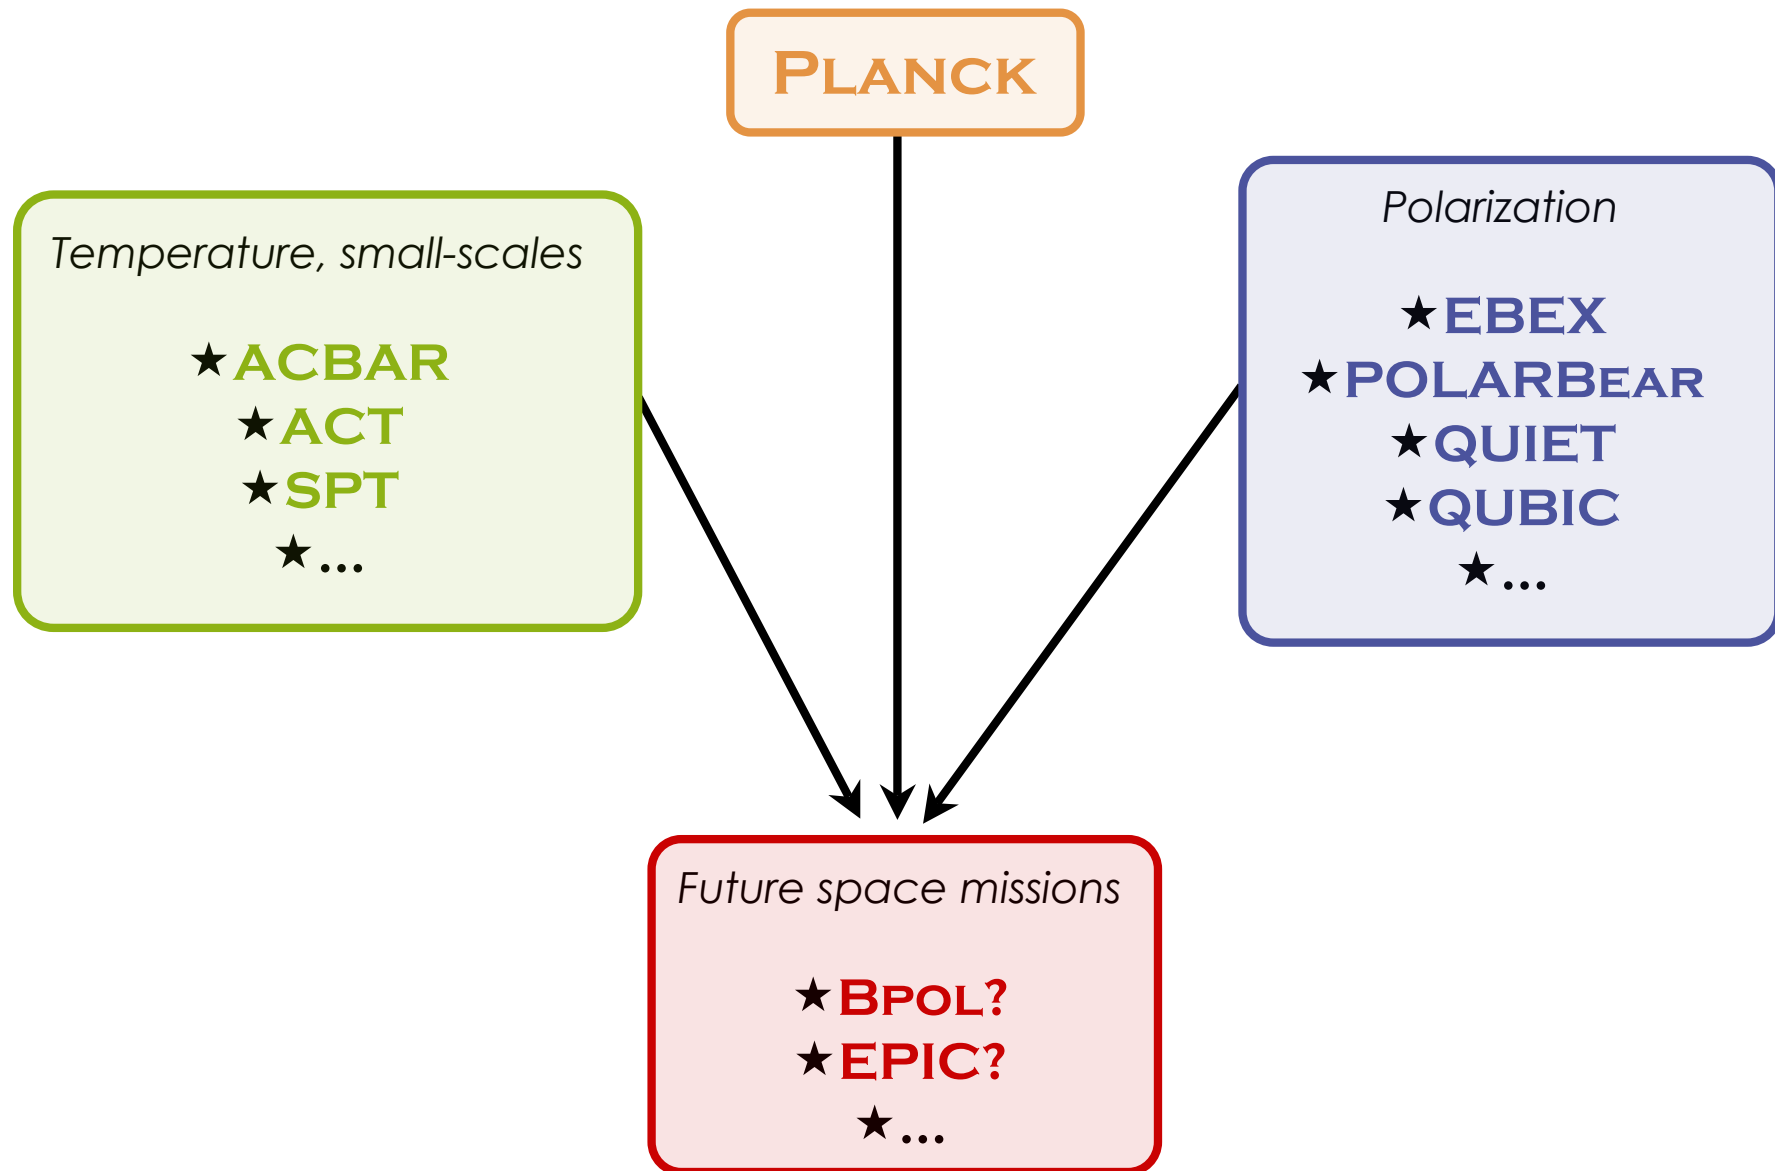 PLANCK
Temperature, small-scales
★ACBAR
★ACT
★SPT
★...
Polarization
★EBEX
★POLARBEAR
★QUIET
★QUBIC
★...
Future space missions
★BPOL?
★EPIC?
★...